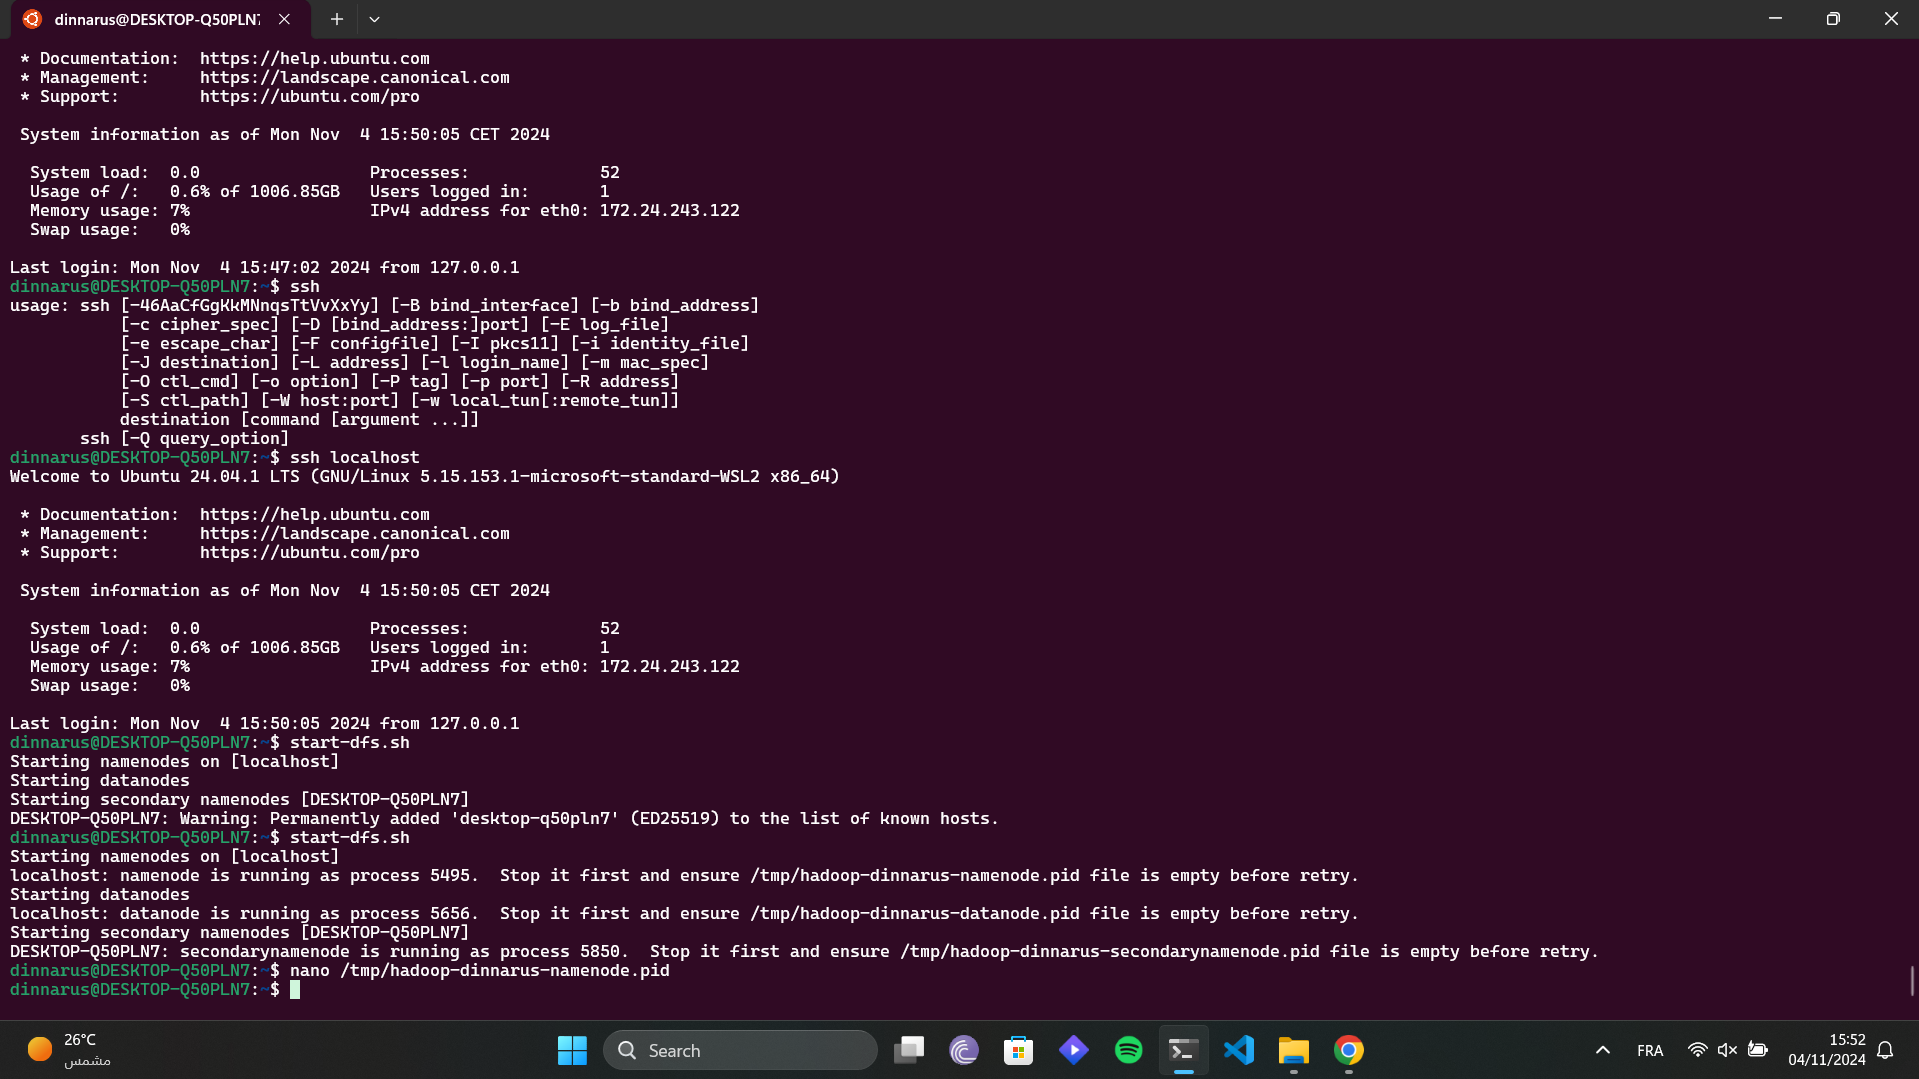 dinnarus@DESKTOP-Q50PLN7
* Documentation:  https://help.ubuntu.com
* Management:     https://landscape.canonical.com
* Support:        https://ubuntu.com/pro
System information as of Mon Nov  4 15:50:05 CET 2024
System load:  0.0                 Processes:             52
Usage of /:   0.6% of 1006.85GB   Users logged in:       1
Memory usage: 7%                  IPv4 address for eth0: 172.24.243.122
Swap usage:   0%
Last login: Mon Nov  4 15:47:02 2024 from 127.0.0.1
dinnarus@DESKTOP-Q50PLN7:~$ ssh
usage: ssh [-46AaCfGgKkMNnqsTtVvXxYy] [-B bind_interface] [-b bind_address]
           [-c cipher_spec] [-D [bind_address:]port] [-E log_file]
           [-e escape_char] [-F configfile] [-I pkcs11] [-i identity_file]
           [-J destination] [-L address] [-l login_name] [-m mac_spec]
           [-O ctl_cmd] [-o option] [-P tag] [-p port] [-R address]
           [-S ctl_path] [-W host:port] [-w local_tun[:remote_tun]]
           destination [command [argument ...]]
       ssh [-Q query_option]
dinnarus@DESKTOP-Q50PLN7:~$ ssh localhost
Welcome to Ubuntu 24.04.1 LTS (GNU/Linux 5.15.153.1-microsoft-standard-WSL2 x86_64)
* Documentation:  https://help.ubuntu.com
* Management:     https://landscape.canonical.com
* Support:        https://ubuntu.com/pro
System information as of Mon Nov  4 15:50:05 CET 2024
System load:  0.0                 Processes:             52
Usage of /:   0.6% of 1006.85GB   Users logged in:       1
Memory usage: 7%                  IPv4 address for eth0: 172.24.243.122
Swap usage:   0%
Last login: Mon Nov  4 15:50:05 2024 from 127.0.0.1
dinnarus@DESKTOP-Q50PLN7:~$ start-dfs.sh
Starting namenodes on [localhost]
Starting datanodes
Starting secondary namenodes [DESKTOP-Q50PLN7]
DESKTOP-Q50PLN7: Warning: Permanently added 'desktop-q50pln7' (ED25519) to the list of known hosts.
dinnarus@DESKTOP-Q50PLN7:~$ start-dfs.sh
Starting namenodes on [localhost]
localhost: namenode is running as process 5495.  Stop it first and ensure /tmp/hadoop-dinnarus-namenode.pid file is empty before retry.
Starting datanodes
localhost: datanode is running as process 5656.  Stop it first and ensure /tmp/hadoop-dinnarus-datanode.pid file is empty before retry.
Starting secondary namenodes [DESKTOP-Q50PLN7]
DESKTOP-Q50PLN7: secondarynamenode is running as process 5850.  Stop it first and ensure /tmp/hadoop-dinnarus-secondarynamenode.pid file is empty before retry.
dinnarus@DESKTOP-Q50PLN7:~$ nano /tmp/hadoop-dinnarus-namenode.pid
dinnarus@DESKTOP-Q50PLN7:~$
26°C
مشمس
Search
FRA
15:52
04/11/2024